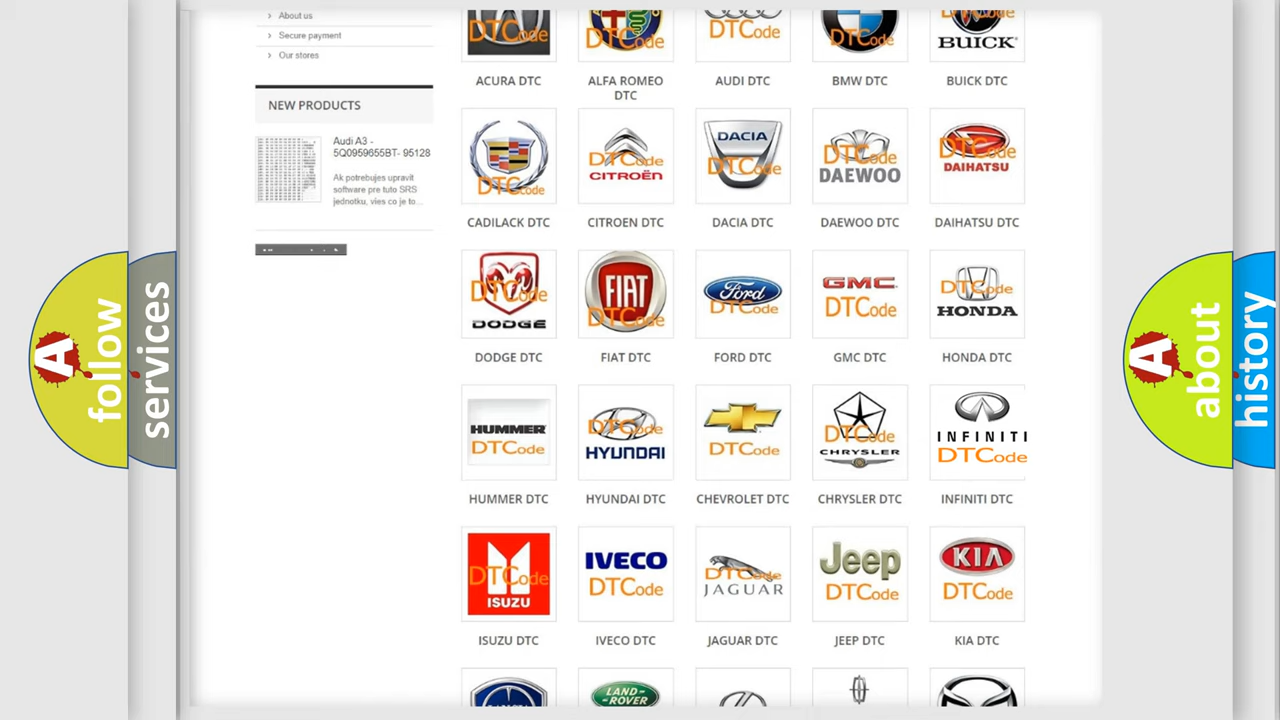 About us
Secure payment
Our stores
NEW PRODUCTS
Audi A3 -
5Q0959655BT- 95128
Ak potrebujes upravit
software pre tuto SRS
jednotku, vies co je to...
DTCode
DTCode
DTCode
DTCode
BUICK
ACURA DTC
ALFA ROMEO
DTC
AUDI DTC
BMW DTC
BUICK DTC
DTCode
DTCode
CITROËN
DACIA
DTCode
DTCode
DAEWOO
DTCode
DAIHATSU
CADILACK DTC
CITROEN DTC
DACIA DTC
DAEWOO DTC
DAIHATSU DTC
DTCode
DODGE
FIAT
DTCode
Ford
DTCode
GMC
DTCode
DTCode
HONDA
DODGE DTC
FIAT DTC
FORD DTC
GMC DTC
HONDA DTC
HUMMER
DTCode
DTCode
HYUNDAI
DTCode
DTCode
CHRYSLER
INFINITI
DTCode
HUMMER DTC
HYUNDAI DTC
CHEVROLET DTC
CHRYSLER DTC
INFINITI DTC
DTCode
ISUZU
IVECO
DTCode
DTCode
JAGUAR
Jeep
DTCode
KIA
DTCode
ISUZU DTC
IVECO DTC
JAGUAR DTC
JEEP DTC
KIA DTC
LAND-
ROVER
A
follow
services
A
about
history